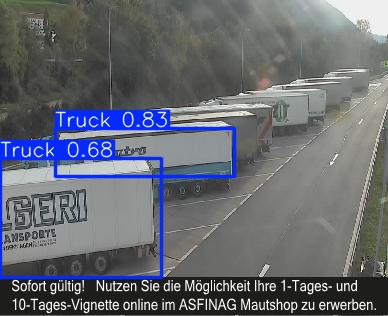 Truck 0.83
Truck 0.68
GERI
TRANSPORTE
Sofort gültig! Nutzen Sie die Möglichkeit Ihre 1-Tages- und
10-Tages-Vignette online im ASFINAG Mautshop zu erwerben.